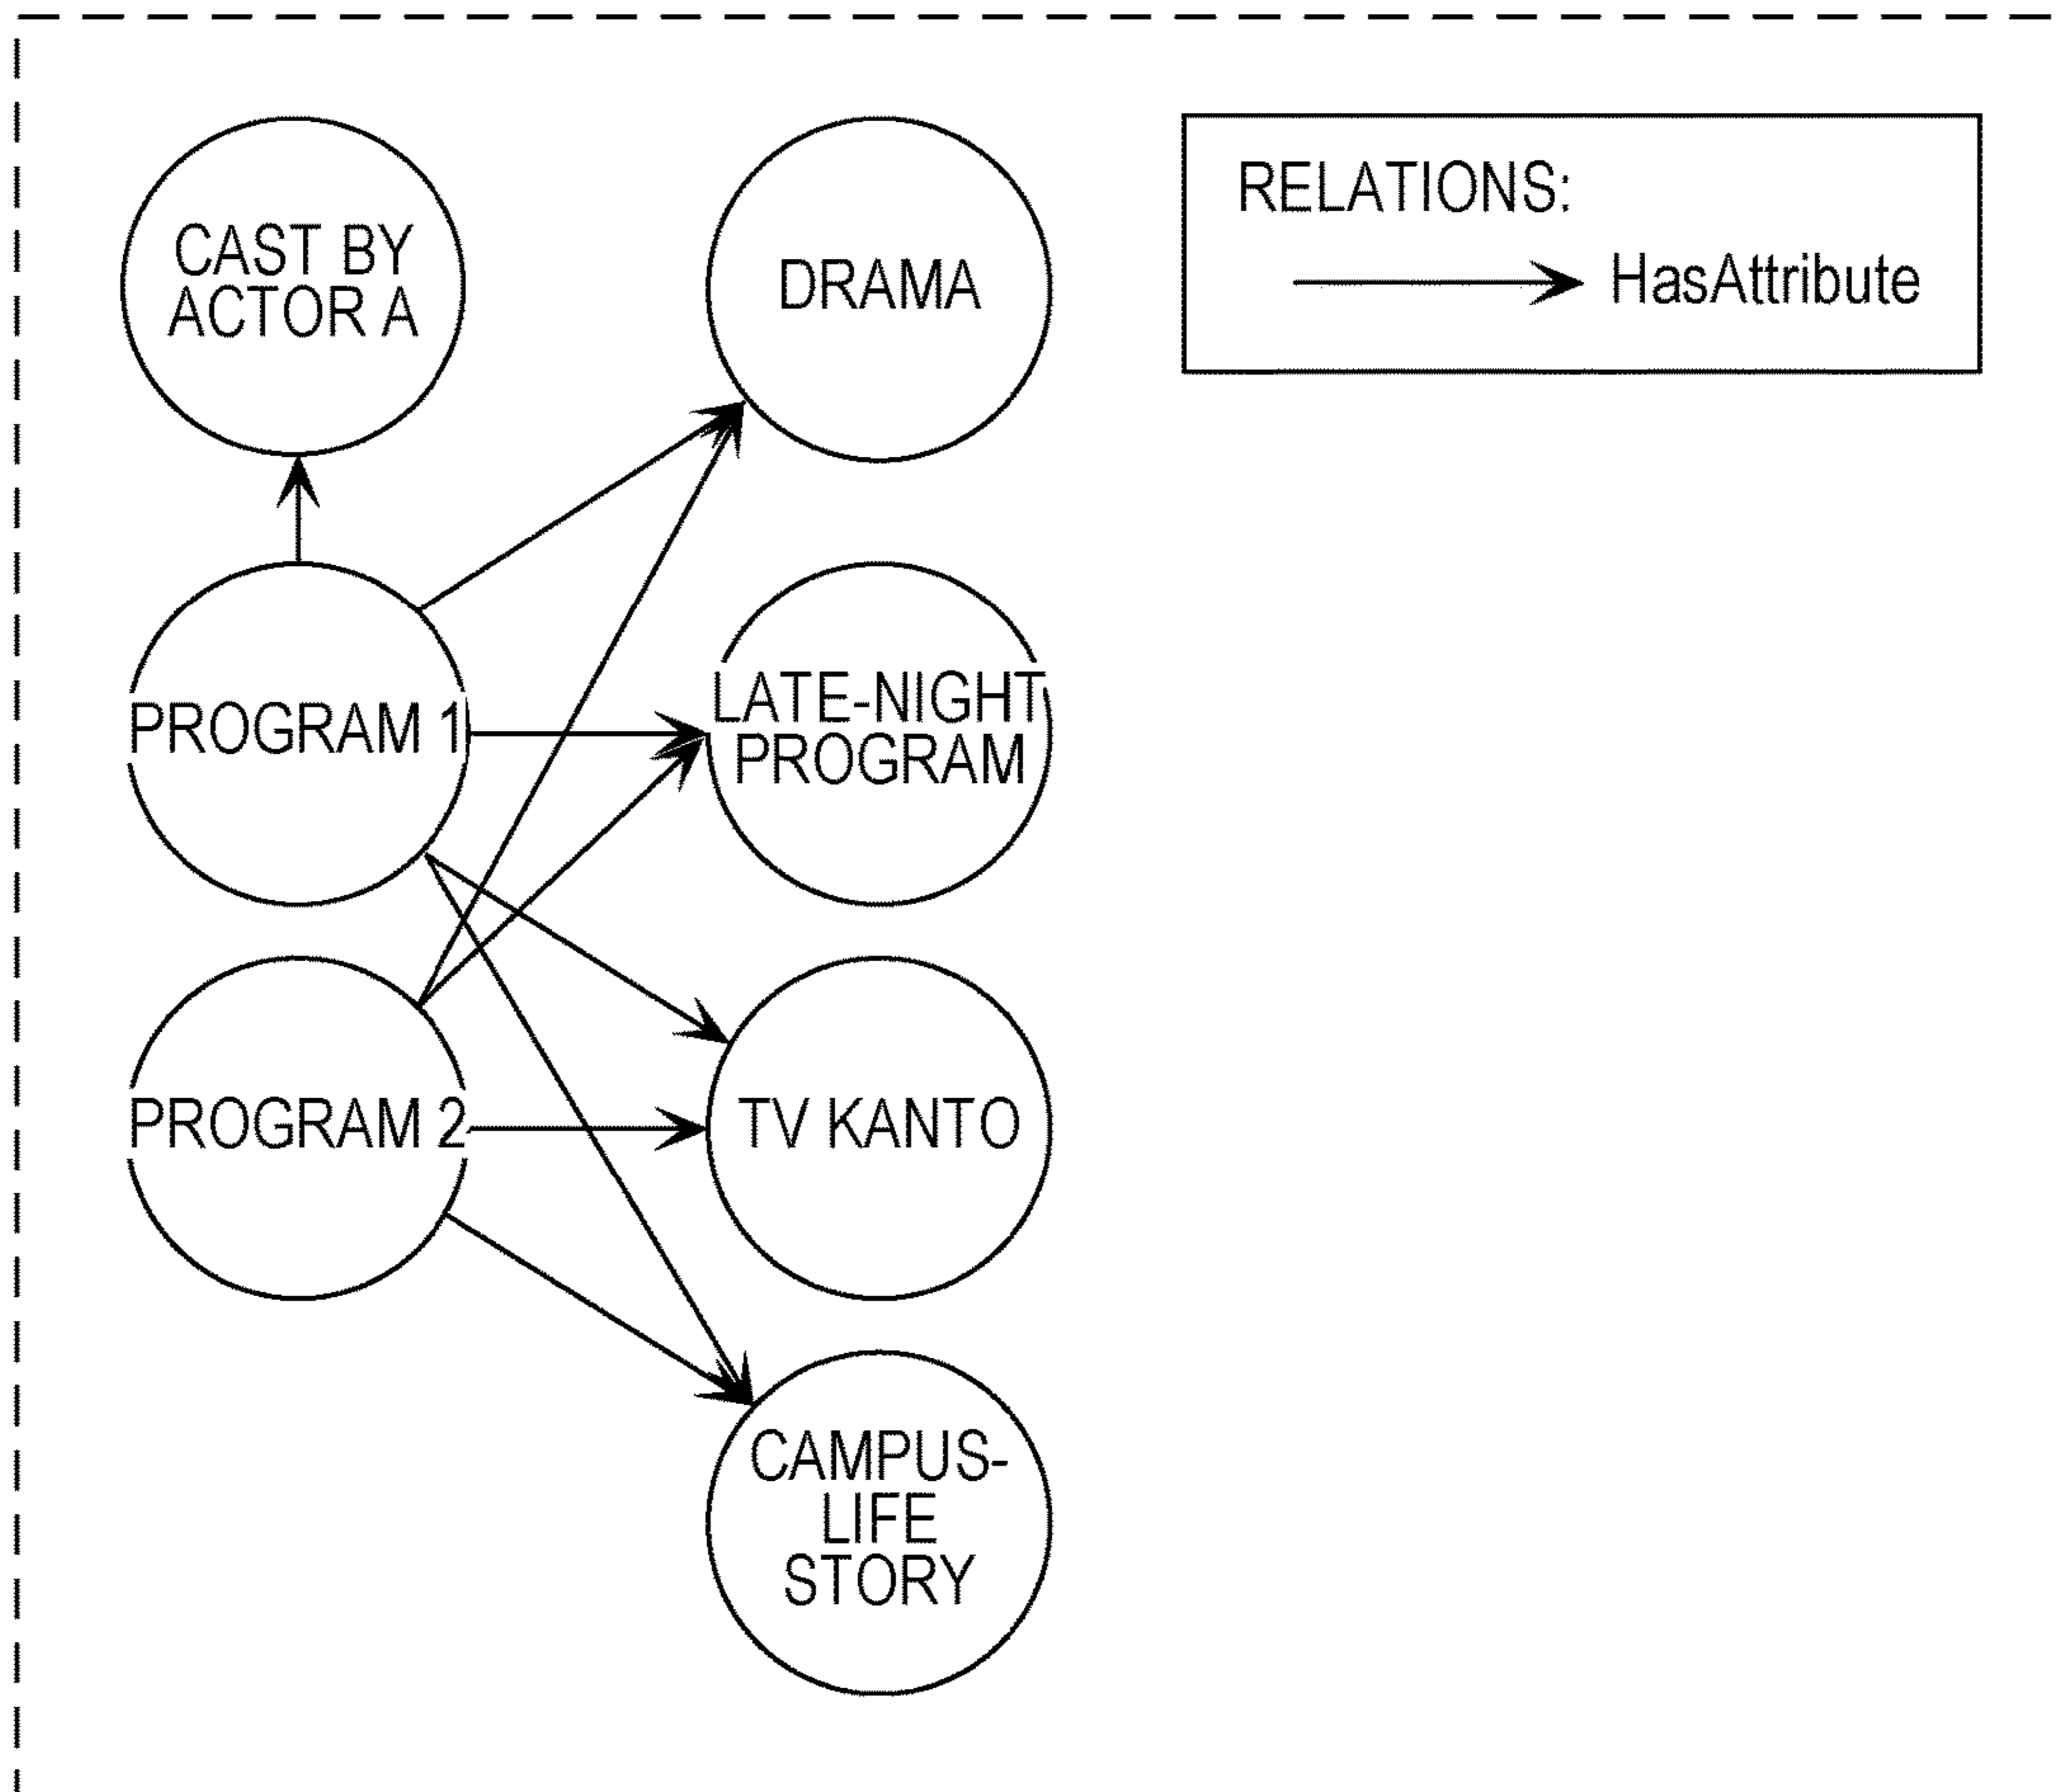 CAST BY
ACTOR A
DRAMA
RELATIONS:
HasAttribute
PROGRAM 1
LATE-NIGHT
PROGRAM
PROGRAM 2
TV KANTO
CAMPUS-
LIFE
STORY